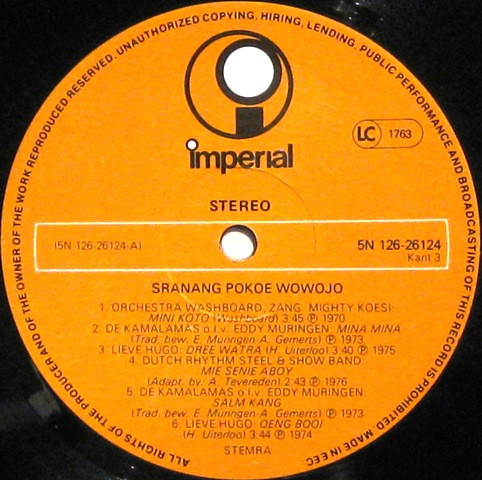 ALL RIGHTS OF THE PRODUCER AND OF THE OWNER OF THE WORK REPRODUCED RESERVED. UNAUTHORIZED COPYING, HIRING, LENDING, PUBLIC PERFORMANCE AND BROADCASTING OF THIS RECORD IS PROHIBITED. MADE IN EEC.
imperial
LC 1763
STEREO
(5N 126-26124-A)
5N 126-26124
Kant 3
SRANANG POKOE WOWOJO
1. ORCHESTRA WASHBOARD, ZANG: MIGHTY KOESI:
MINI KOTO (Washboard) 3:45 ℗ 1970
2. DE KAMALAMAS o.l.v. EDDY MURINGEN, MINA MINA
(Trad. bew. E. Muringen-A. Gemerts) ℗ 1973
3. LIEVE HUGO: DREE WATRA (H. Uiterloo) 3:40 ℗ 1975
4. DUTCH RHYTHM STEEL & SHOW BAND:
MIE SENIE ABOY
(Adapt. by: A. Tevereden) 2:43 ℗ 1976
5. DE KAMALAMAS o.l.v. EDDY MURINGEN:
SALM KANG
(Trad. bew. E. Muringen-A. Gemerts) ℗ 1973
6. LIEVE HUGO: OENG BOOI
(H. Uiterloo) 3:44 ℗ 1974
STEMRA